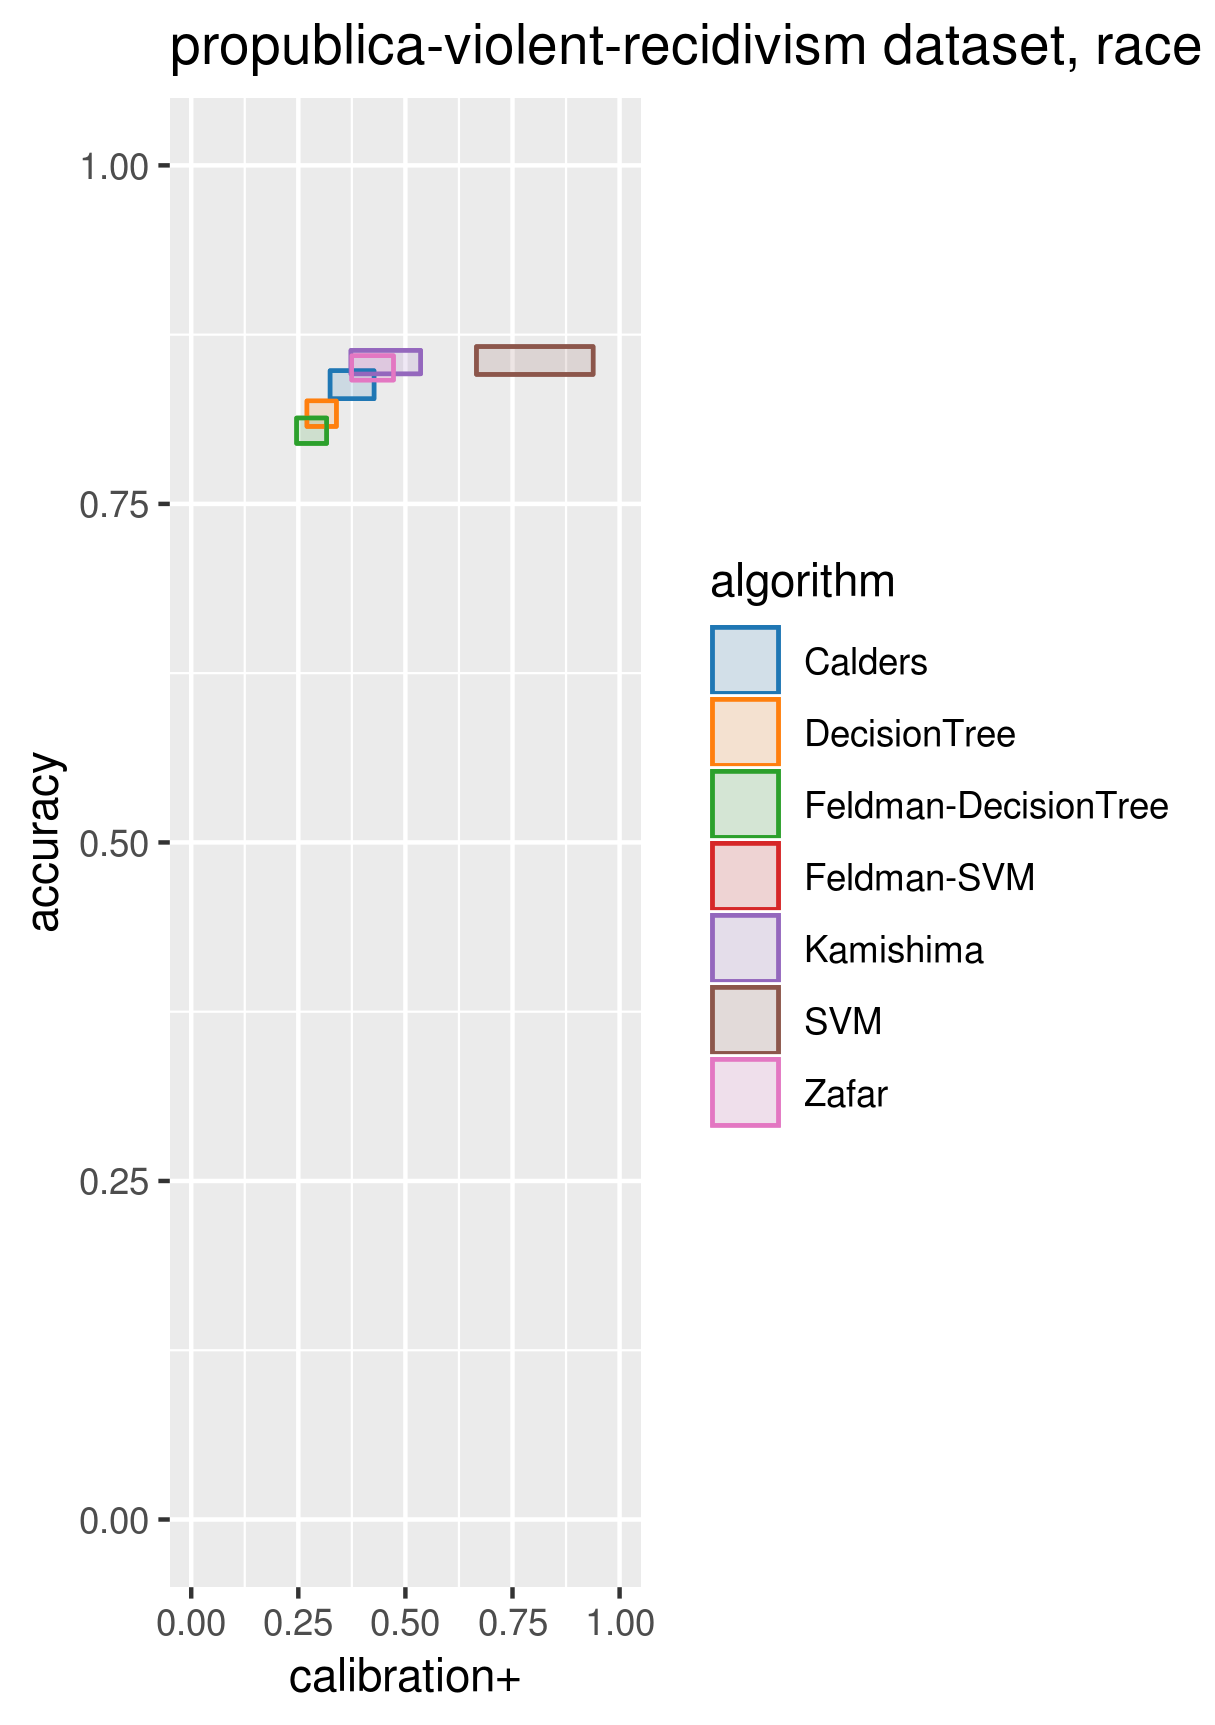 propublica-violent-recidivism dataset, race
1.00
0.75
0.50
0.25
0.00
accuracy
0.00 0.25 0.50 0.75 1.00
calibration+
algorithm
Calders
DecisionTree
Feldman-DecisionTree
Feldman-SVM
Kamishima
SVM
Zafar